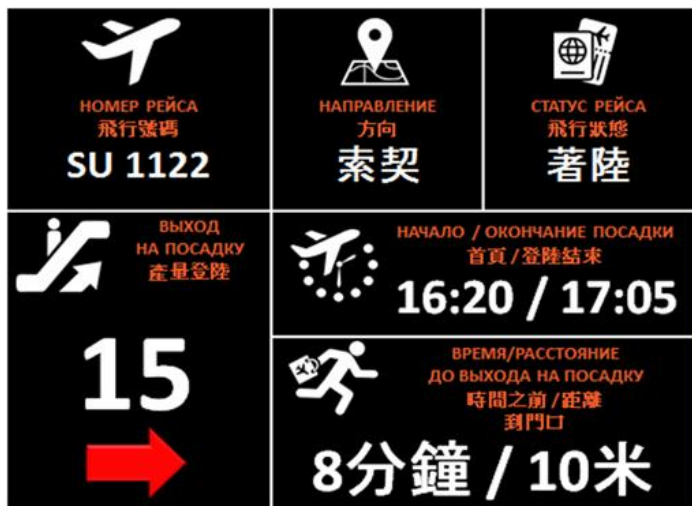 НОМЕР РЕЙСА
飛行號碼
SU 1122
НАПРАВЛЕНИЕ
方向
索契
СТАТУС РЕЙСА
飛行狀態
著陸
ВЫХОД
НА ПОСАДКУ
產量登陸
15
НАЧАЛО / ОКОНЧАНИЕ ПОСАДКИ
首頁 / 登陸結束
16:20 / 17:05
ВРЕМЯ/РАССТОЯНИЕ
ДО ВЫХОДА НА ПОСАДКУ
時間之前 / 距離
到門口
8分鐘 / 10米